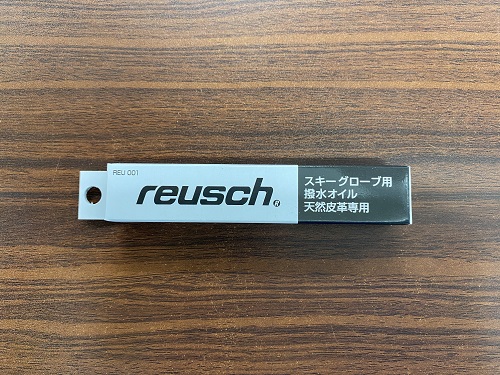 REU 001
reusch®
スキーグローブ用
撥水オイル
天然皮革専用